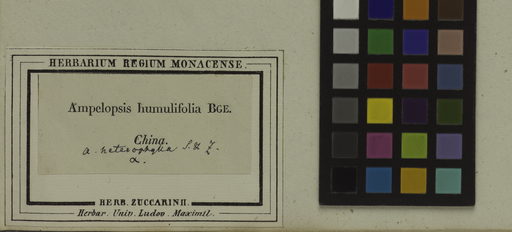 HERBARIUM REGIUM MONACENSE.
Ampelopsis humulifolia BGE.
China.
A. heterophylla S. & Z.
α.
HERB. ZUCCARINII.
Herbar. Univ. Ludov. Maximil.